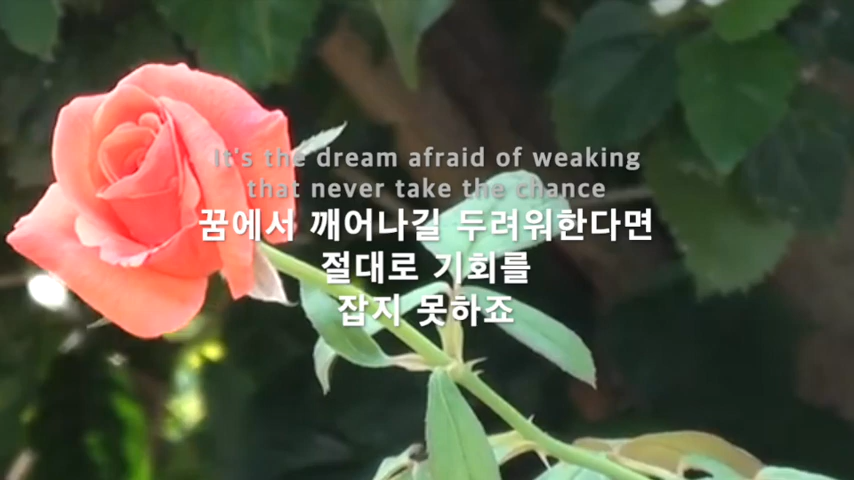 It's the dream afraid of weaking
that never take the chance
꿈에서 깨어나길 두려워한다면
절대로 기회를
잡지 못하죠